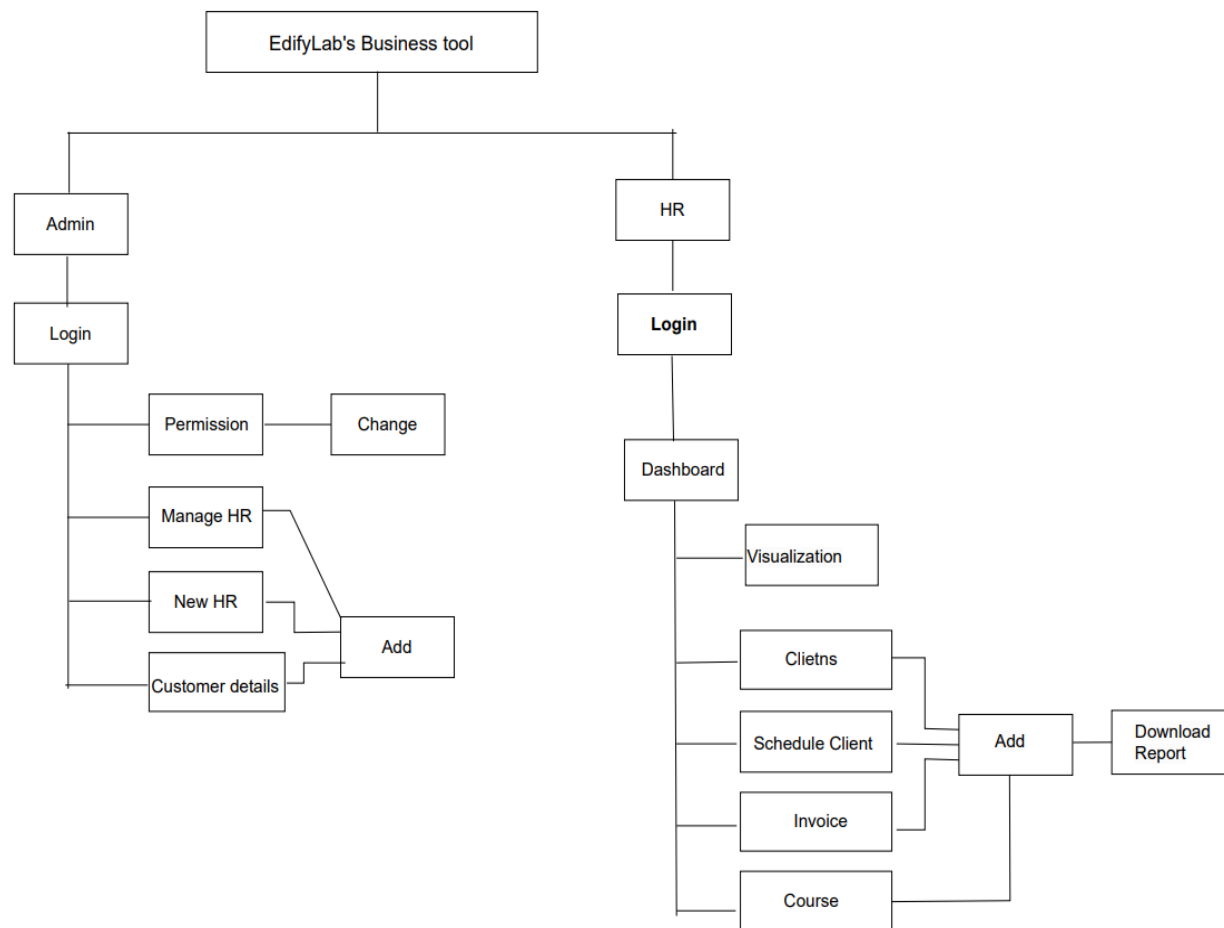 EdifyLab's Business tool
Admin
HR
Login
Login
Permission
Change
Dashboard
Manage HR
Visualization
New HR
Add
Customer details
Clietns
Schedule Client
Add
Download
Report
Invoice
Course